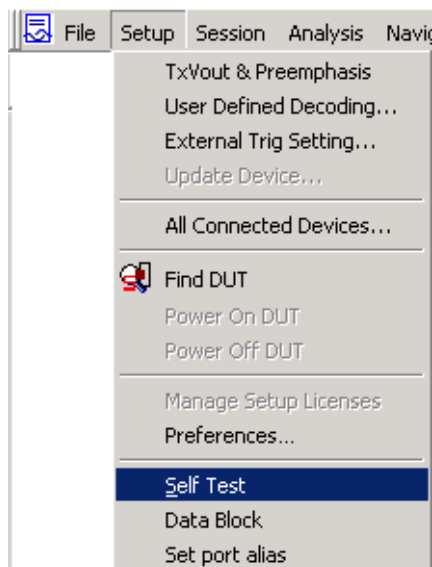 File Setup Session Analysis Navi
TxVout & Preemphasis
User Defined Decoding...
External Trig Setting...
Update Device...
All Connected Devices...
Find DUT
Power On DUT
Power Off DUT
Manage Setup Licenses
Preferences...
Self Test
Data Block
Set port alias